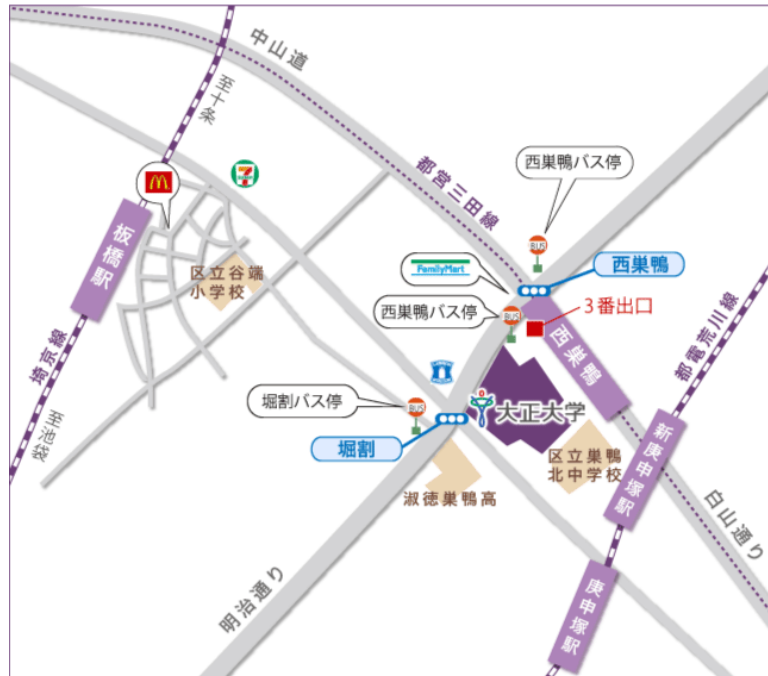 中山道
至十条
西巣鴨バス停
都営三田線
7
ELEVEN
M
板橋駅
区立谷端
小学校
BUS
FamilyMart
西巣鴨
西巣鴨バス停
BUS
3番出口
西巣鴨
都電荒川線
埼京線
堀割バス停
BUS
大正大学
堀割
区立巣鴨
北中学校
新庚申塚駅
至池袋
淑徳巣鴨高
白山通り
明治通り
庚申塚駅